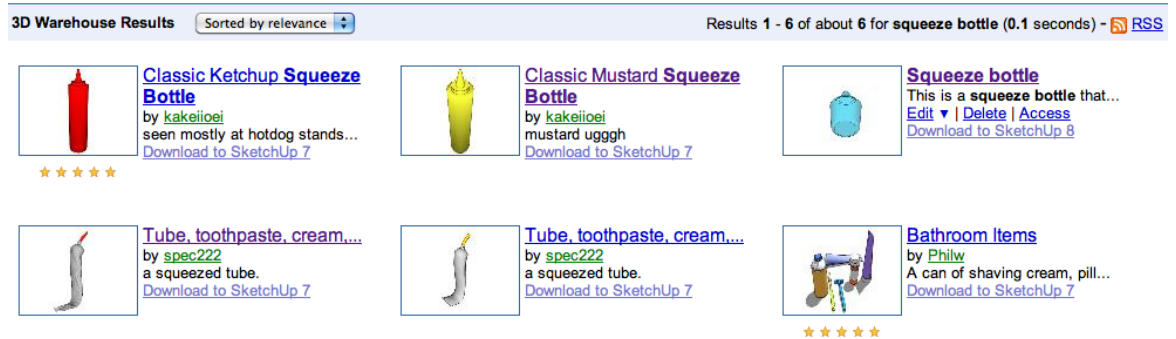 3D Warehouse Results Sorted by relevance Results 1 - 6 of about 6 for squeeze bottle (0.1 seconds) - RSS
Classic Ketchup Squeeze
Bottle
by kakeiioei
seen mostly at hotdog stands...
Download to SketchUp 7
Classic Mustard Squeeze
Bottle
by kakeiioei
mustard ugggh
Download to SketchUp 7
Squeeze bottle
This is a squeeze bottle that...
Edit ▼ | Delete | Access
Download to SketchUp 8
Tube, toothpaste, cream,...
by spec222
a squeezed tube.
Download to SketchUp 7
Tube, toothpaste, cream,...
by spec222
a squeezed tube.
Download to SketchUp 7
Bathroom Items
by Philw
A can of shaving cream, pill...
Download to SketchUp 7